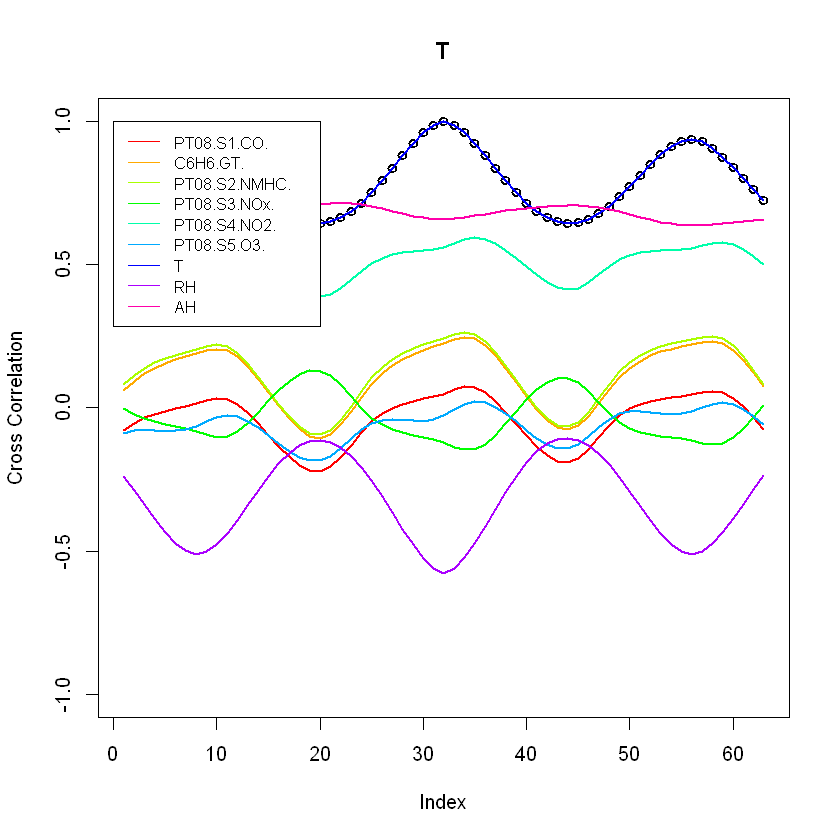 T
1.0
0.5
0.0
-0.5
-1.0
Cross Correlation
PT08.S1.CO.
C6H6.GT.
PT08.S2.NMHC.
PT08.S3.NOx.
PT08.S4.NO2.
PT08.S5.O3.
T
RH
AH
0 10 20 30 40 50 60
Index